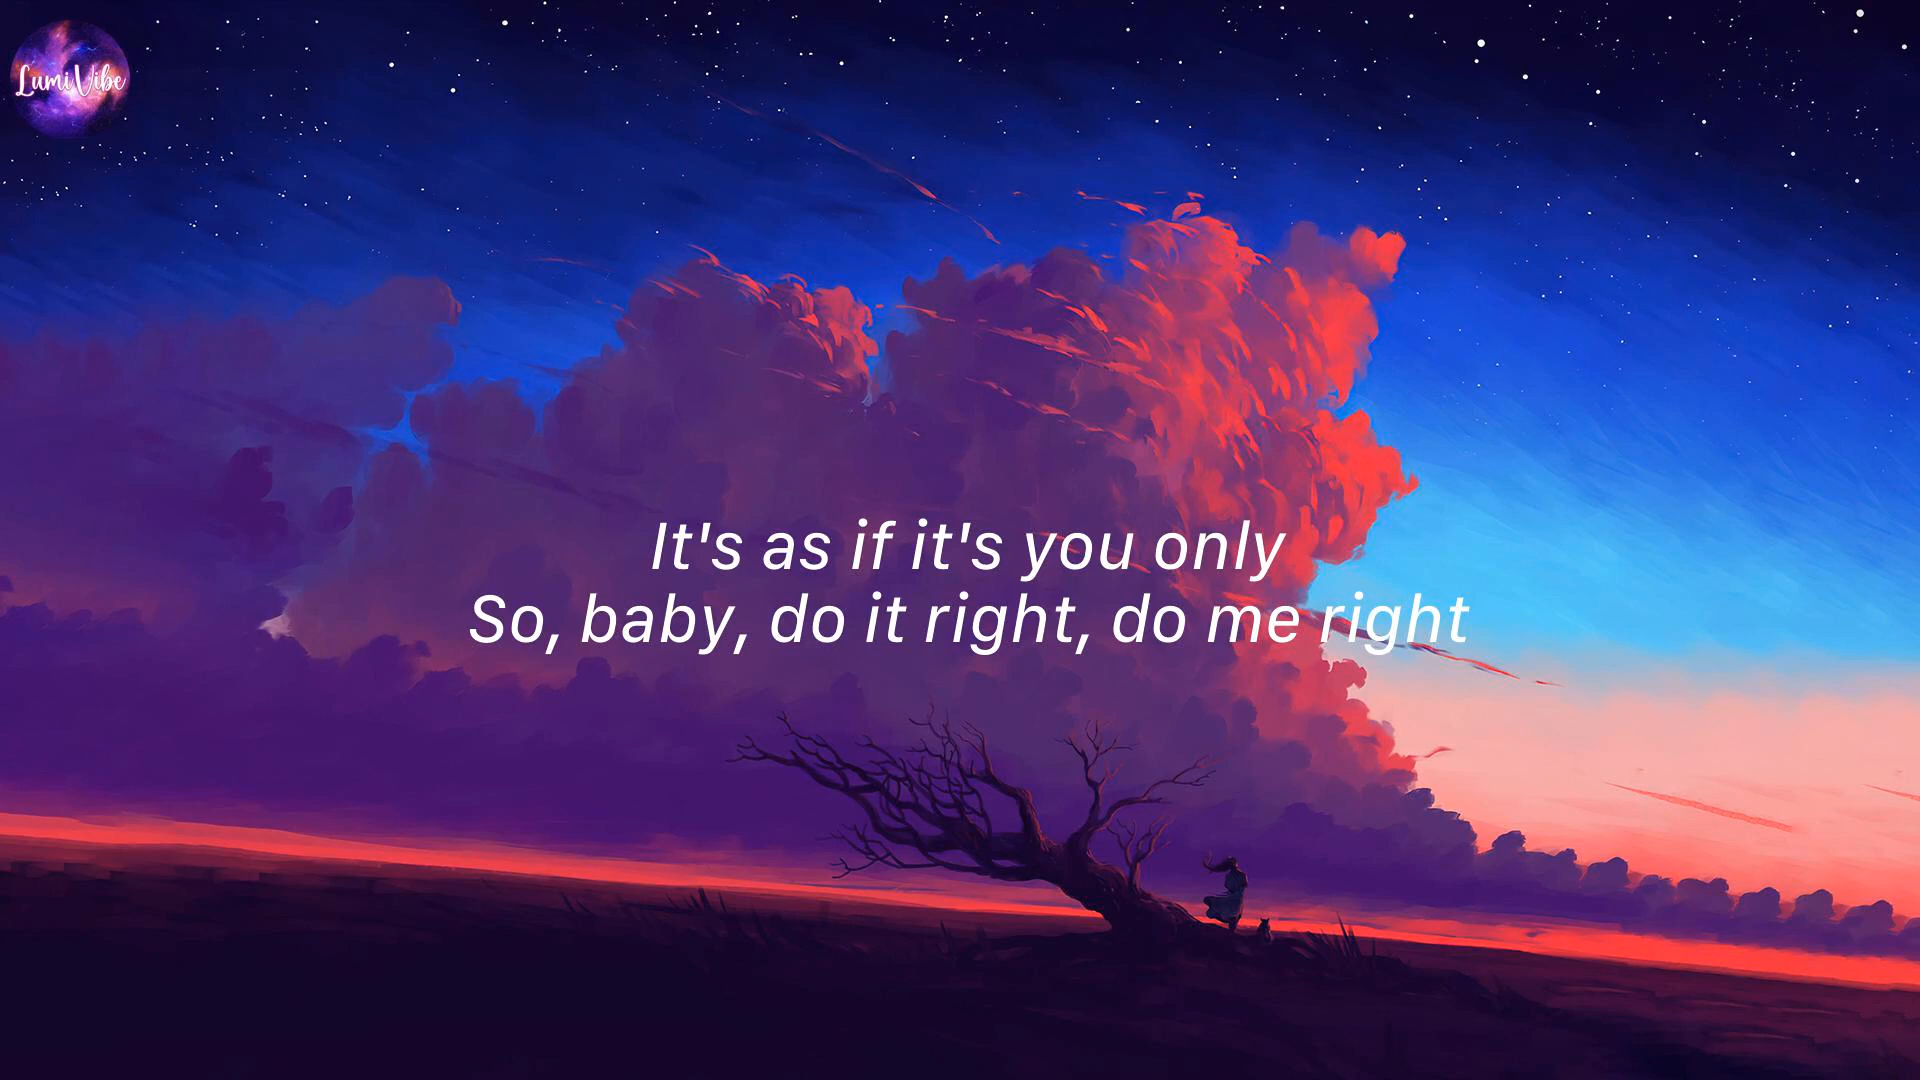 LumiVibe
It's as if it's you only
So, baby, do it right, do me right